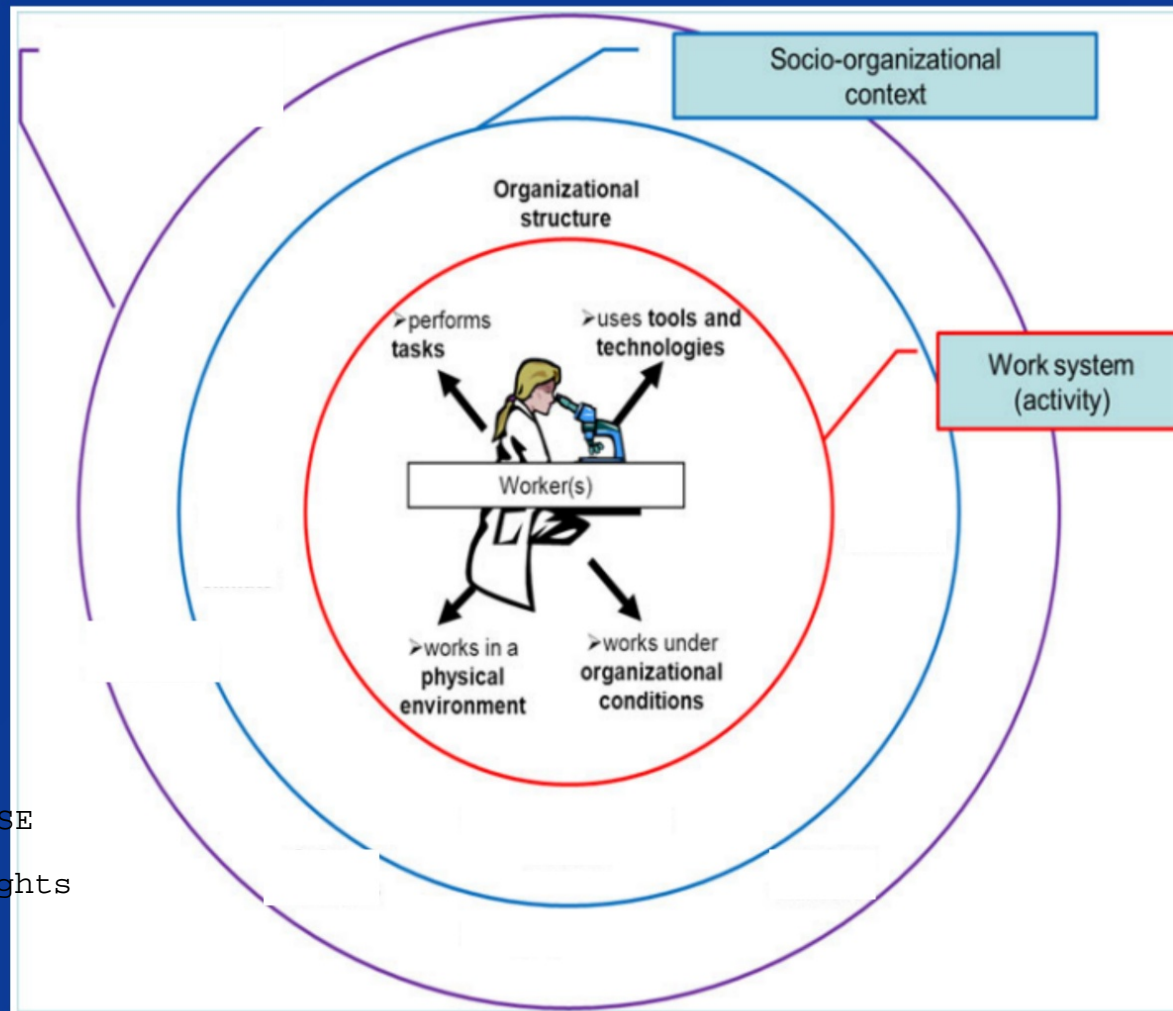 Socio-organizational
context
Organizational
structure
➢performs
tasks
➢uses tools and
technologies
Work system
(activity)
Worker(s)
➢works in a
physical
environment
➢works under
organizational
conditions